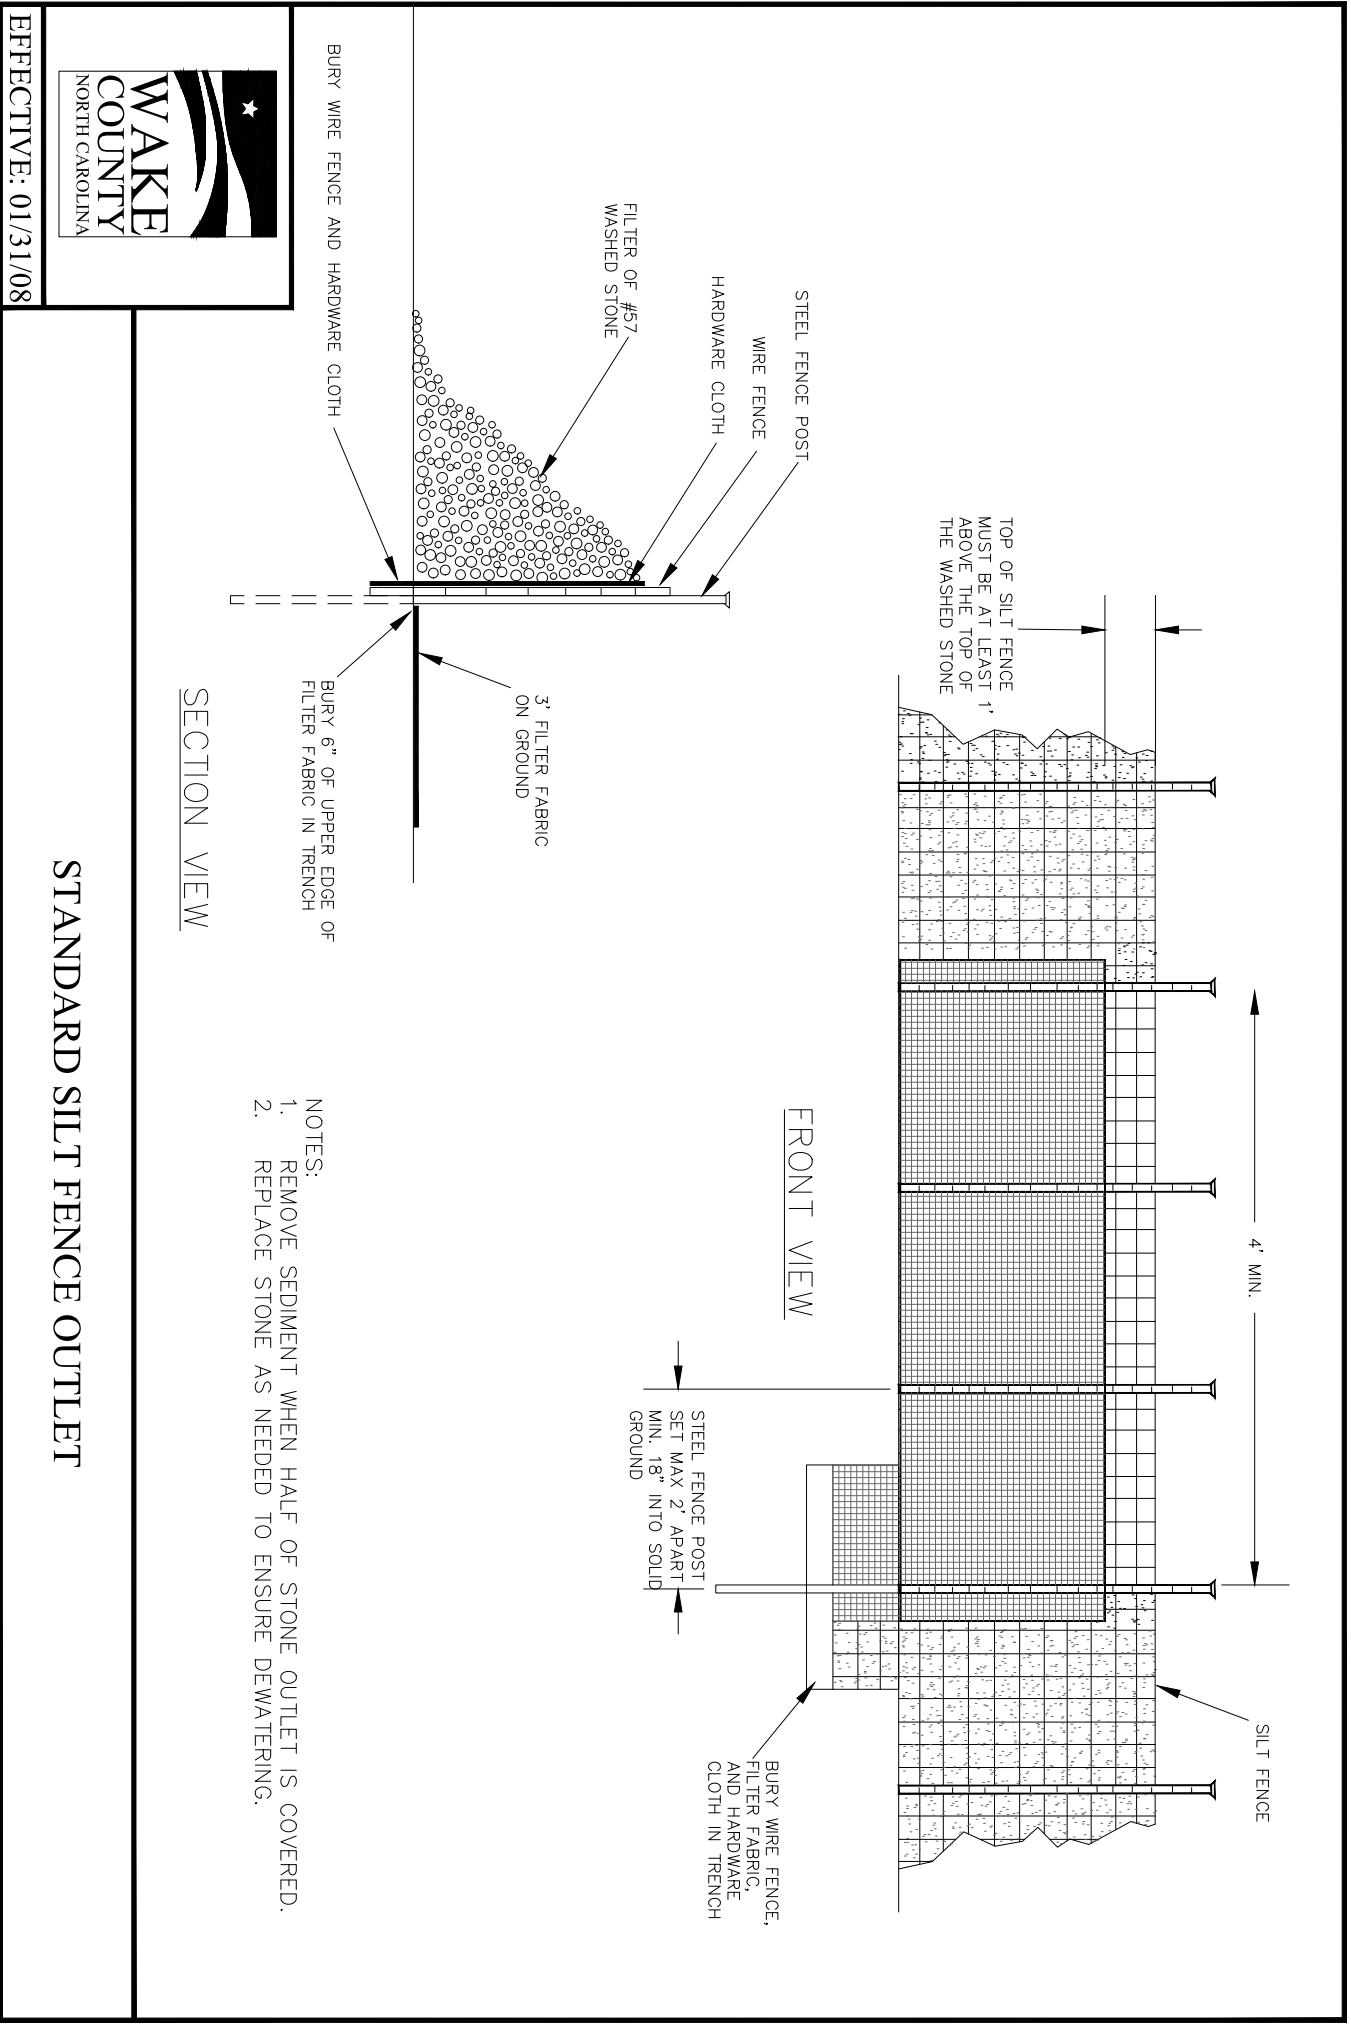 TOP OF SILT FENCE
MUST BE AT LEAST 1'
ABOVE THE TOP OF
THE WASHED STONE
4' MIN.
SILT FENCE
FRONT VIEW
STEEL FENCE POST
SET MAX 2' APART
MIN. 18" INTO SOLID
GROUND
BURY WIRE FENCE,
FILTER FABRIC,
AND HARDWARE
CLOTH IN TRENCH
STEEL FENCE POST
WIRE FENCE
HARDWARE CLOTH
FILTER OF #57
WASHED STONE
BURY WIRE FENCE AND HARDWARE CLOTH
3' FILTER FABRIC
ON GROUND
BURY 6" OF UPPER EDGE OF
FILTER FABRIC IN TRENCH
SECTION VIEW
NOTES:
1. REMOVE SEDIMENT WHEN HALF OF STONE OUTLET IS COVERED.
2. REPLACE STONE AS NEEDED TO ENSURE DEWATERING.
WAKE
COUNTY
NORTH CAROLINA
EFFECTIVE: 01/31/08
STANDARD SILT FENCE OUTLET